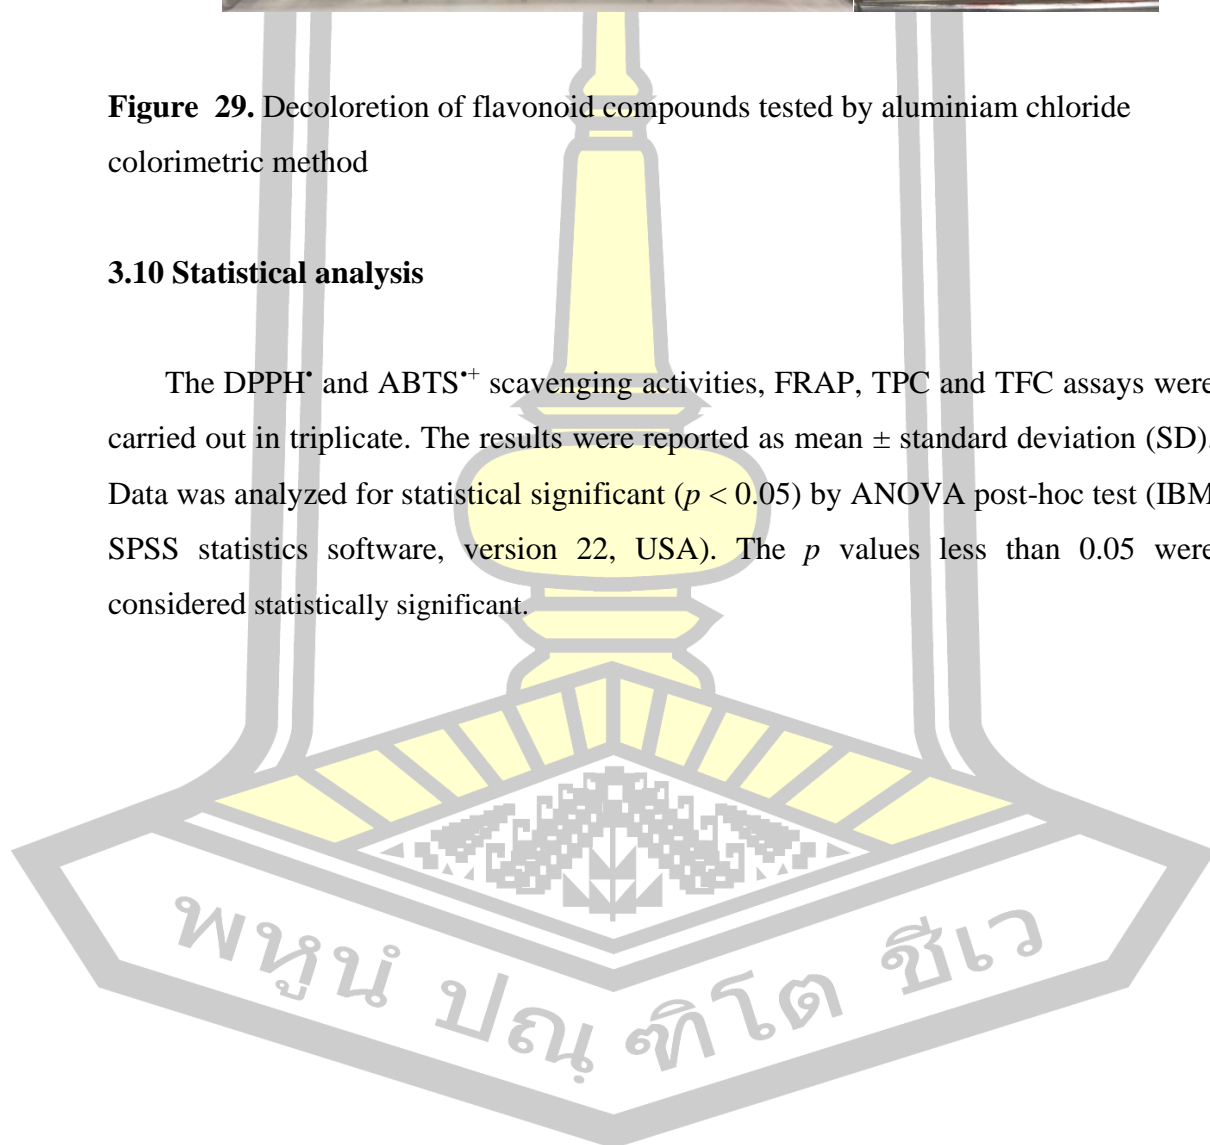 Figure 29. Decoloretion of flavonoid compounds tested by aluminiam chloride
colorimetric method
3.10 Statistical analysis
The DPPH• and ABTS•+ scavenging activities, FRAP, TPC and TFC assays were
carried out in triplicate. The results were reported as mean ± standard deviation (SD).
Data was analyzed for statistical significant (p < 0.05) by ANOVA post-hoc test (IBM
SPSS statistics software, version 22, USA). The p values less than 0.05 were
considered statistically significant.
พหูนํ ปณฺฑิโต ชีเว